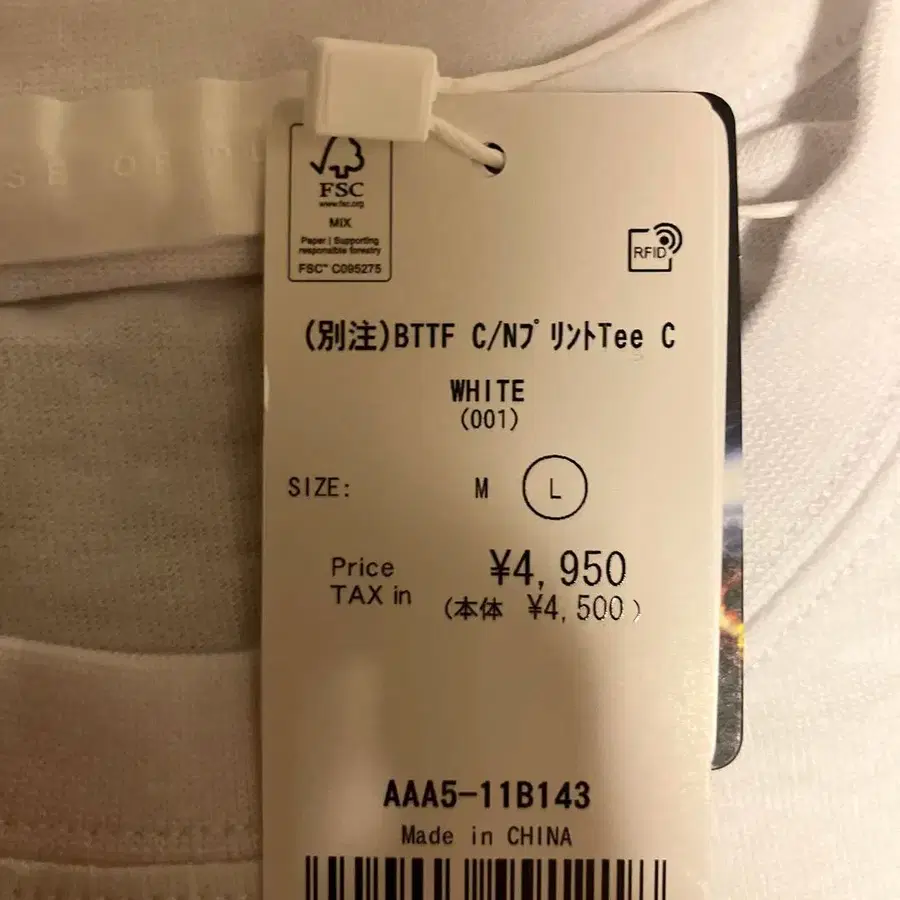 SE OF
FSC
www.fsc.org
MIX
Paper | Supporting
responsible forestry
FSC™ C095275
RFID
(別注)BTTF C/NプリントTee C
WHITE
(001)
SIZE: M L
Price ¥4,950
TAX in (本体 ¥4,500)
AAA5-11B143
Made in CHINA